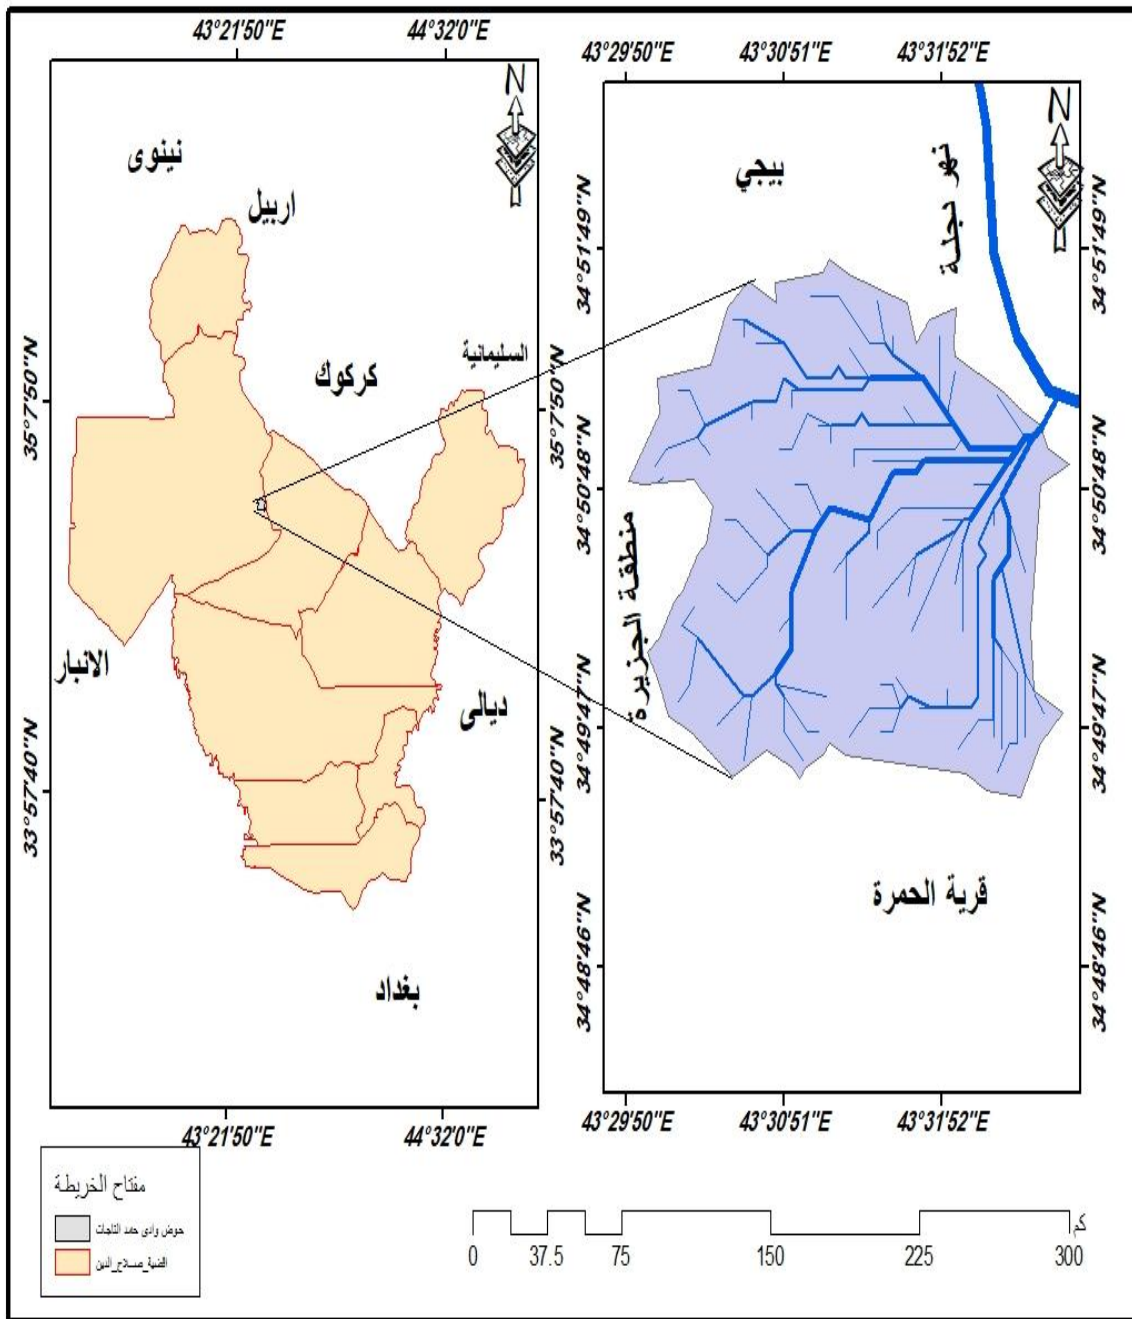 43°21'50"E 44°32'0"E
43°29'50"E 43°30'51"E 43°31'52"E
N
N
نينوى
اربيل
كركوك
السليمانية
الانبار
ديالى
بغداد
35°7'50"N
33°57'40"N
35°7'50"N
33°57'40"N
بيجي
نهر دجلة
منطقة الجزيرة
قرية الحمرة
34°51'49"N
34°50'48"N
34°49'47"N
34°48'46"N
34°51'49"N
34°50'48"N
34°49'47"N
34°48'46"N
43°21'50"E 44°32'0"E
43°29'50"E 43°30'51"E 43°31'52"E
مفتاح الخريطة
حوض وادي حمد
صلاح_الدين
كم
0 37.5 75 150 225 300